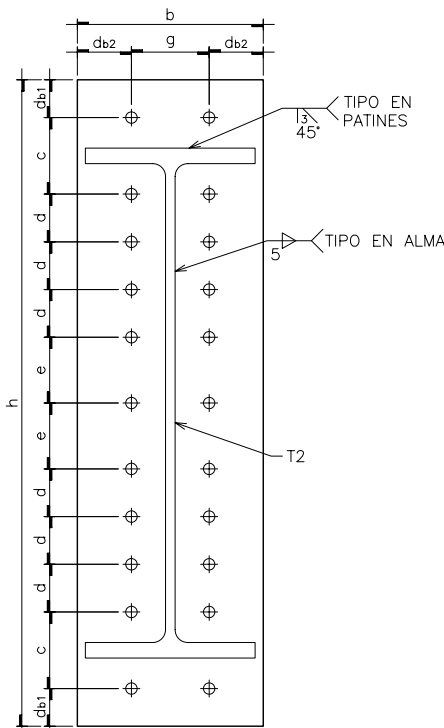 b
db2 g db2
db1
c
d
d
d
e
e
d
d
d
c
db1
h
TIPO EN
PATINES
3
45°
TIPO EN ALMA
5
T2